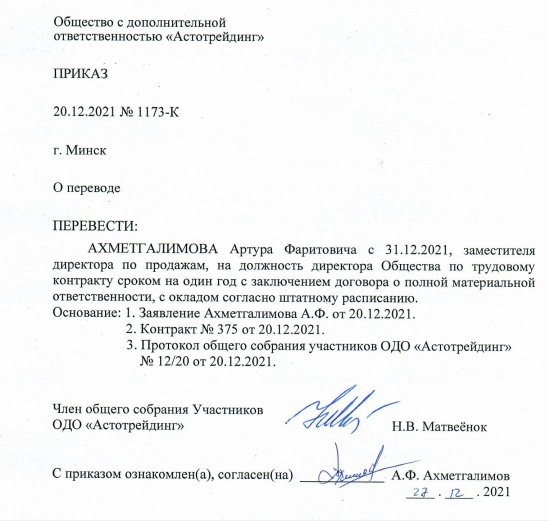 Общество с дополнительной
ответственностью «Астотрейдинг»
ПРИКАЗ
20.12.2021 № 1173-К
г. Минск
О переводе
ПЕРЕВЕСТИ:
АХМЕТГАЛИМОВА Артура Фаритовича с 31.12.2021, заместителя
директора по продажам, на должность директора Общества по трудовому
контракту сроком на один год с заключением договора о полной материальной
ответственности, с окладом согласно штатному расписанию.
Основание: 1. Заявление Ахметгалимова А.Ф. от 20.12.2021.
2. Контракт № 375 от 20.12.2021.
3. Протокол общего собрания участников ОДО «Астотрейдинг»
№ 12/20 от 20.12.2021.
Член общего собрания Участников
ОДО «Астотрейдинг» Н.В. Матвеёнок
С приказом ознакомлен(а), согласен(на) А.Ф. Ахметгалимов
27 . 12 . 2021